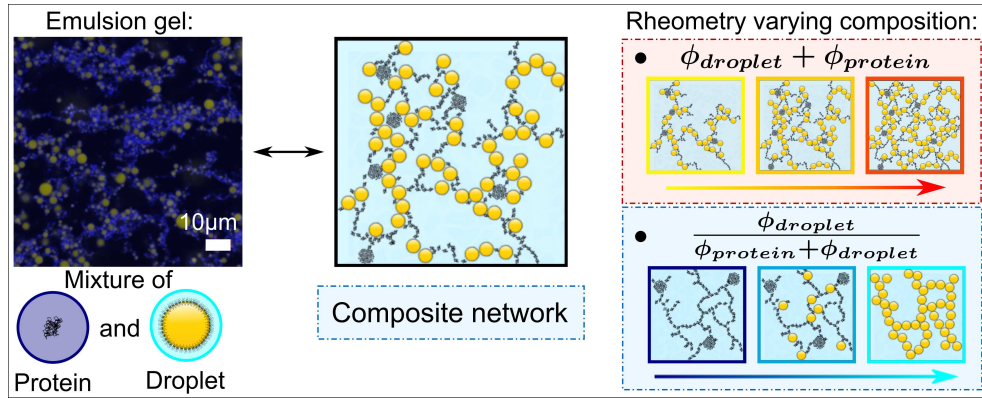 Emulsion gel:
10μm
Mixture of
and
Protein
Droplet
Composite network
Rheometry varying composition:
• ϕdroplet + ϕprotein
• ϕdroplet
ϕprotein+ϕdroplet